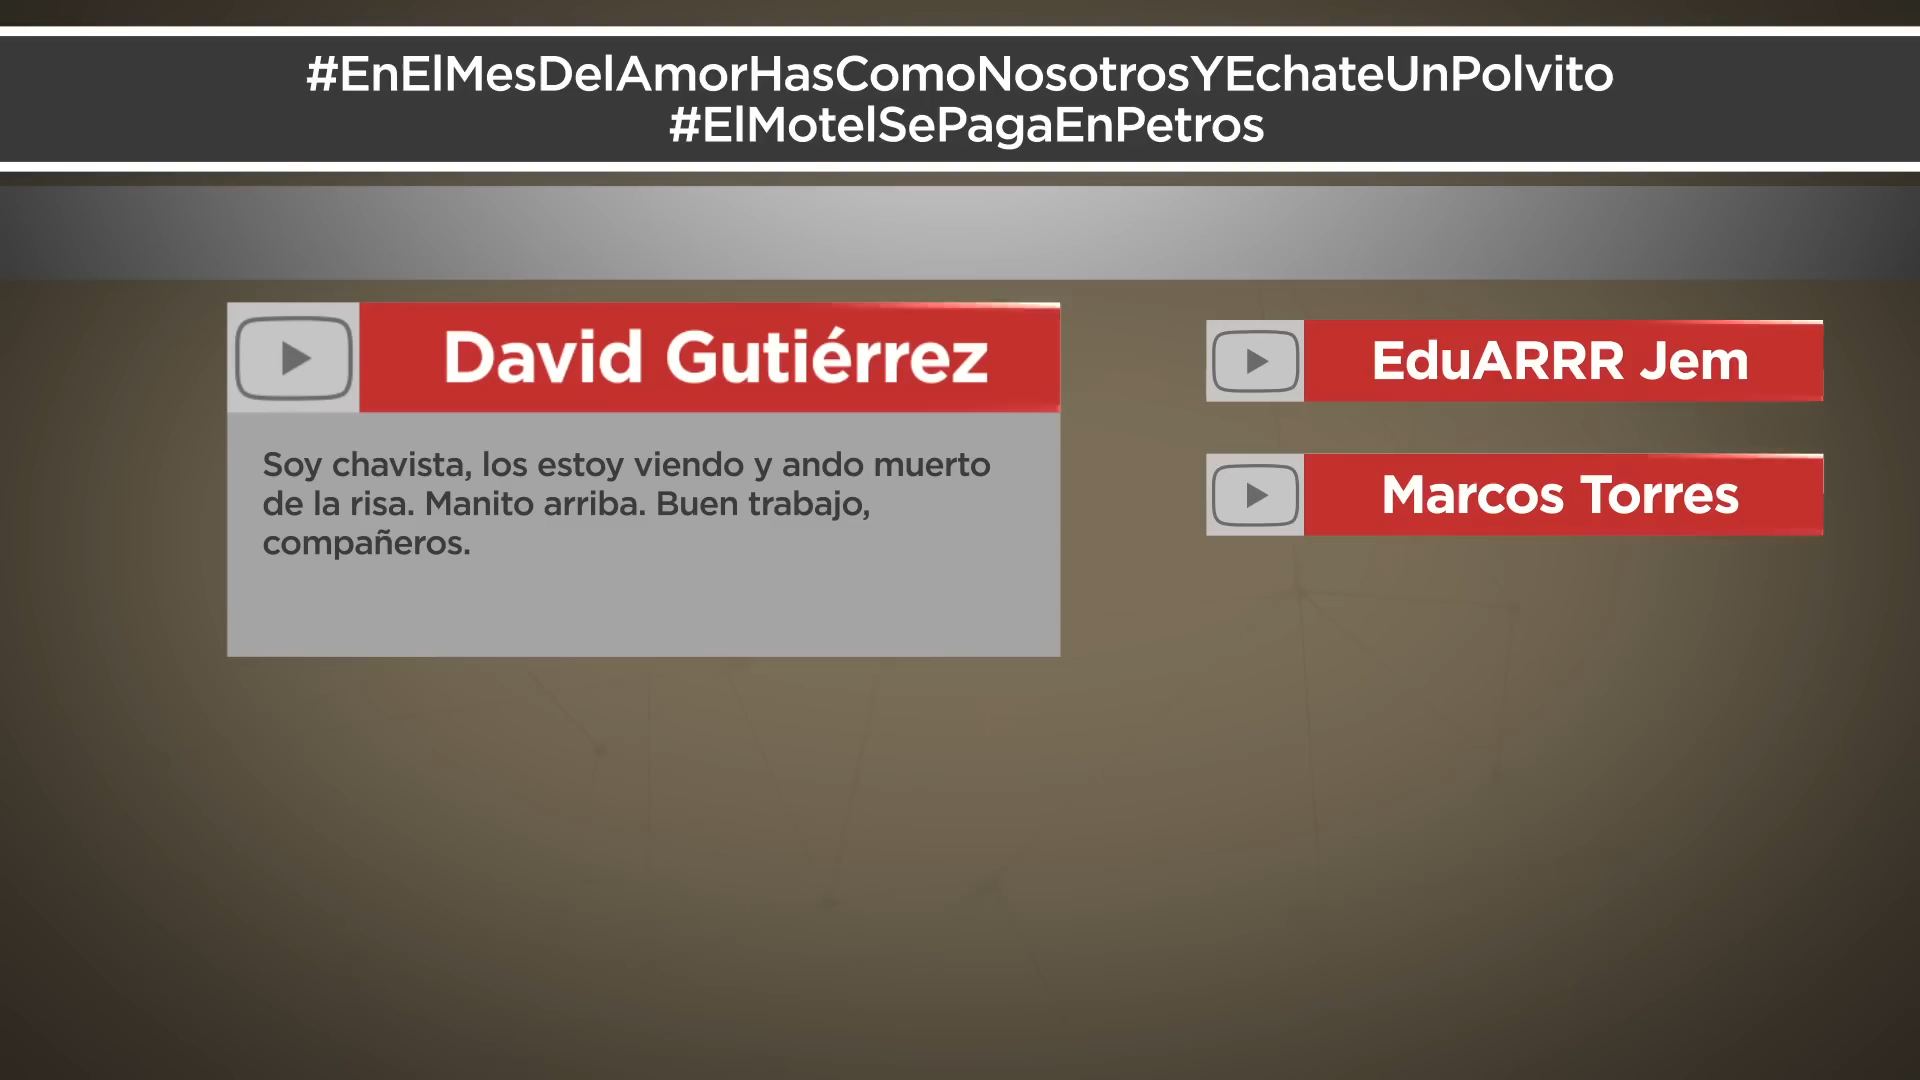 #EnElMesDelAmorHasComoNosotrosYEchateUnPolvito
#ElMotelSePagaEnPetros
David Gutiérrez
Soy chavista, los estoy viendo y ando muerto
de la risa. Manito arriba. Buen trabajo,
compañeros.
EduARRR Jem
Marcos Torres